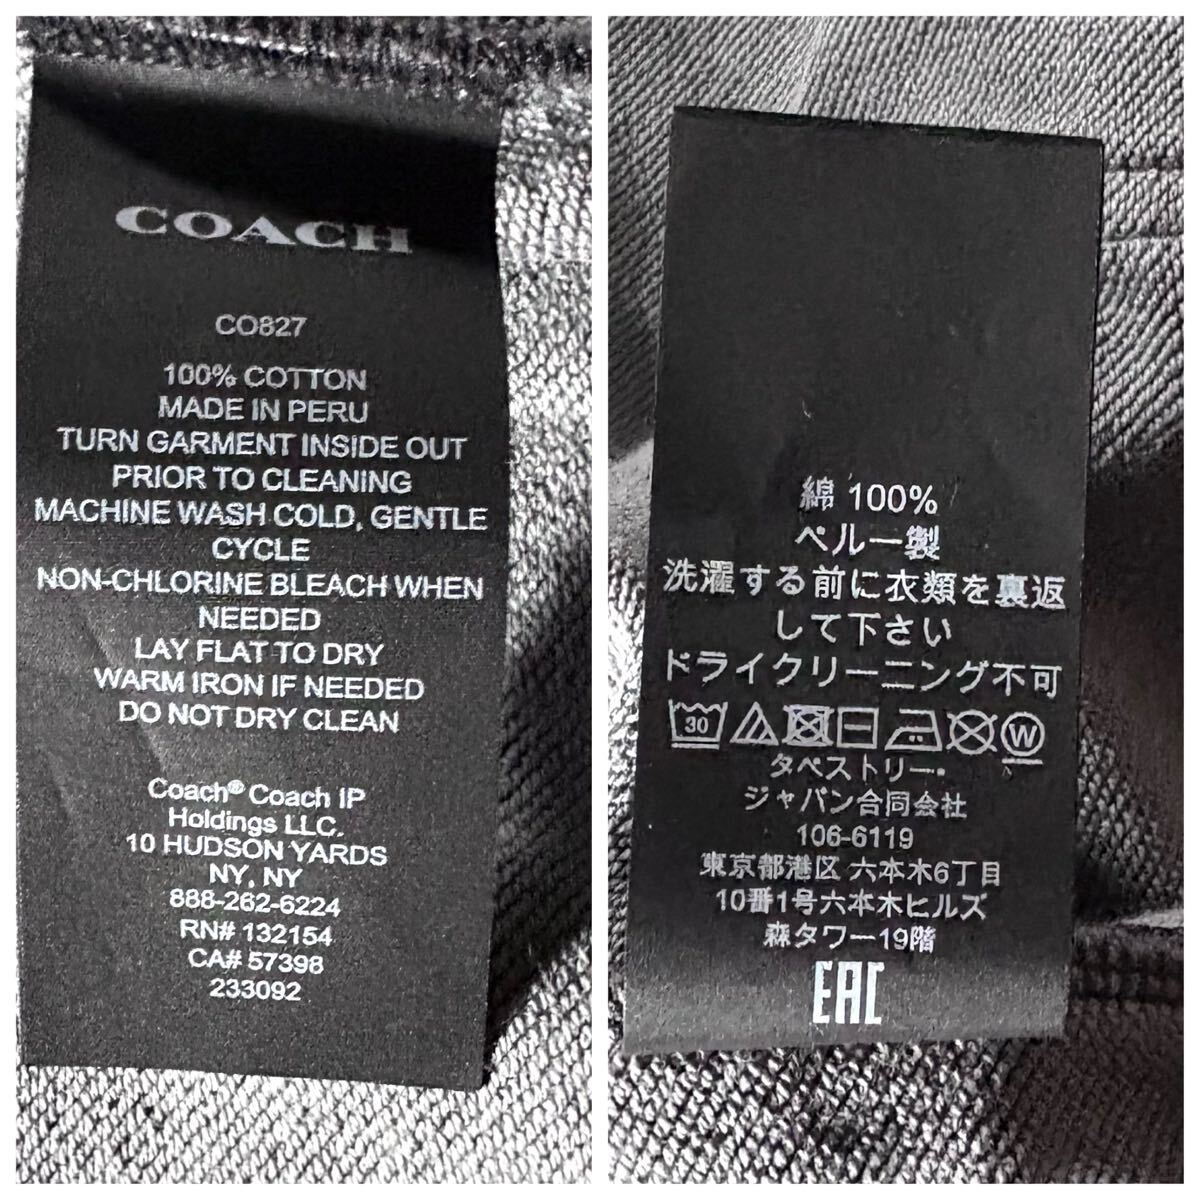 COACH
CO827
100% COTTON
MADE IN PERU
TURN GARMENT INSIDE OUT
PRIOR TO CLEANING
MACHINE WASH COLD, GENTLE
CYCLE
NON-CHLORINE BLEACH WHEN
NEEDED
LAY FLAT TO DRY
WARM IRON IF NEEDED
DO NOT DRY CLEAN
Coach® Coach IP
Holdings LLC.
10 HUDSON YARDS
NY, NY
888-262-6224
RN# 132154
CA# 57398
233092
綿 100%
ペルー製
洗濯する前に衣類を裏返
して下さい
ドライクリーニング不可
30 W
タペストリー・
ジャパン合同会社
106-6119
東京都港区 六本木6丁目
10番1号六本木ヒルズ
森タワー19階
EAC